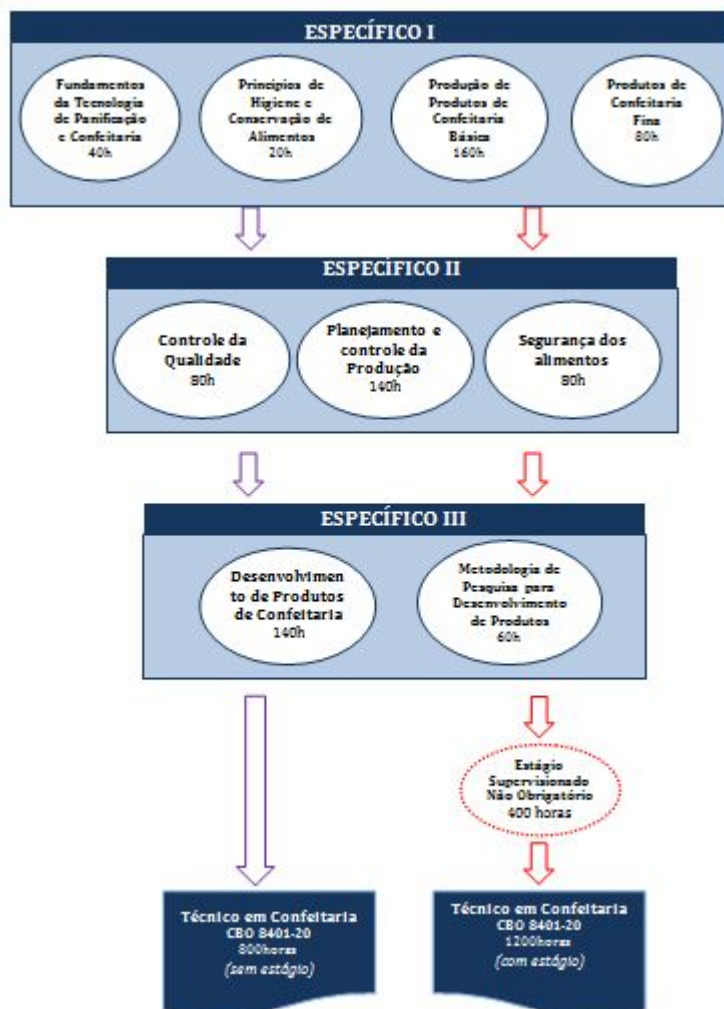 ESPECÍFICO I
Fundamentos
da Tecnologia
de Panificação
e Confeitaria
40h
Princípios de
Higiene e
Conservação de
Alimentos
20h
Produção de
Produtos de
Confeitaria
Básica
160h
Produtos de
Confeitaria
Fina
80h
ESPECÍFICO II
Controle da
Qualidade
80h
Planejamento e
controle da
Produção
140h
Segurança dos
alimentos
80h
ESPECÍFICO III
Desenvolvimen
to de Produtos
de Confeitaria
140h
Metodologia de
Pesquisa para
Desenvolvimento
de Produtos
60h
Estágio
Supervisionado
Não Obrigatório
400 horas
Técnico em Confeitaria
CBO 8401-20
800horas
(sem estágio)
Técnico em Confeitaria
CBO 8401-20
1200horas
(com estágio)